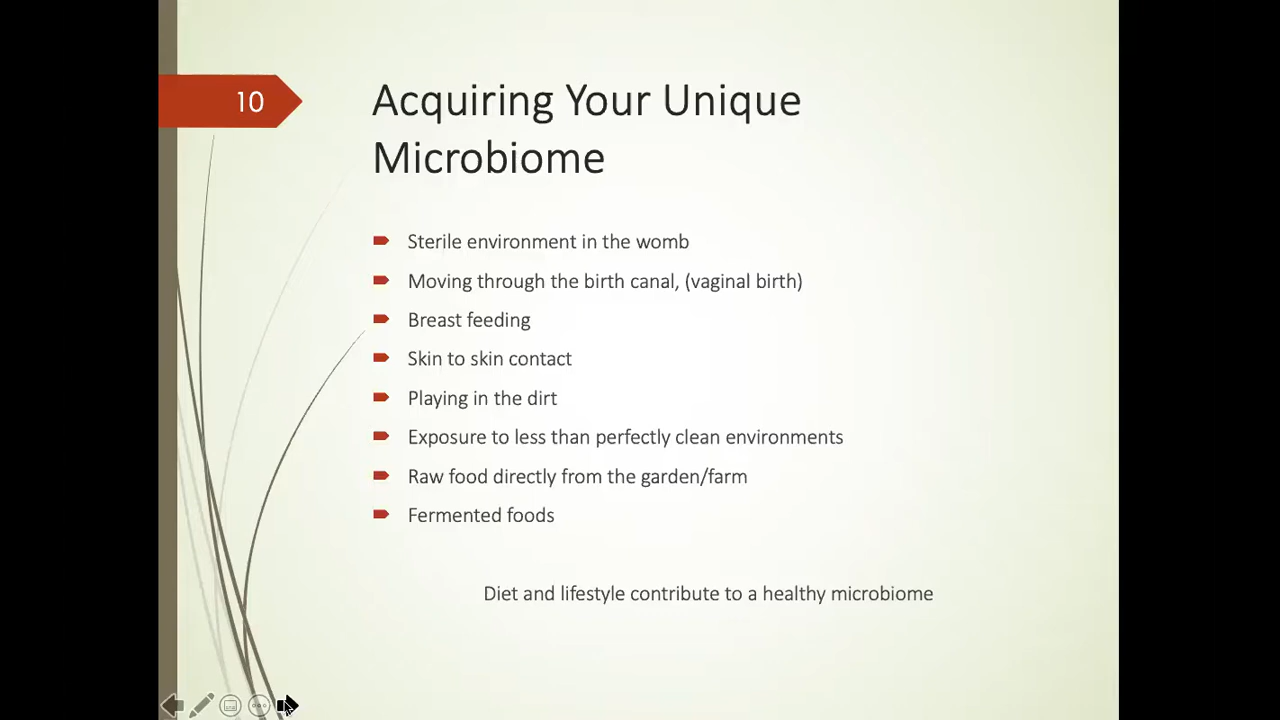 10
Acquiring Your Unique
Microbiome
Sterile environment in the womb
Moving through the birth canal, (vaginal birth)
Breast feeding
Skin to skin contact
Playing in the dirt
Exposure to less than perfectly clean environments
Raw food directly from the garden/farm
Fermented foods
Diet and lifestyle contribute to a healthy microbiome